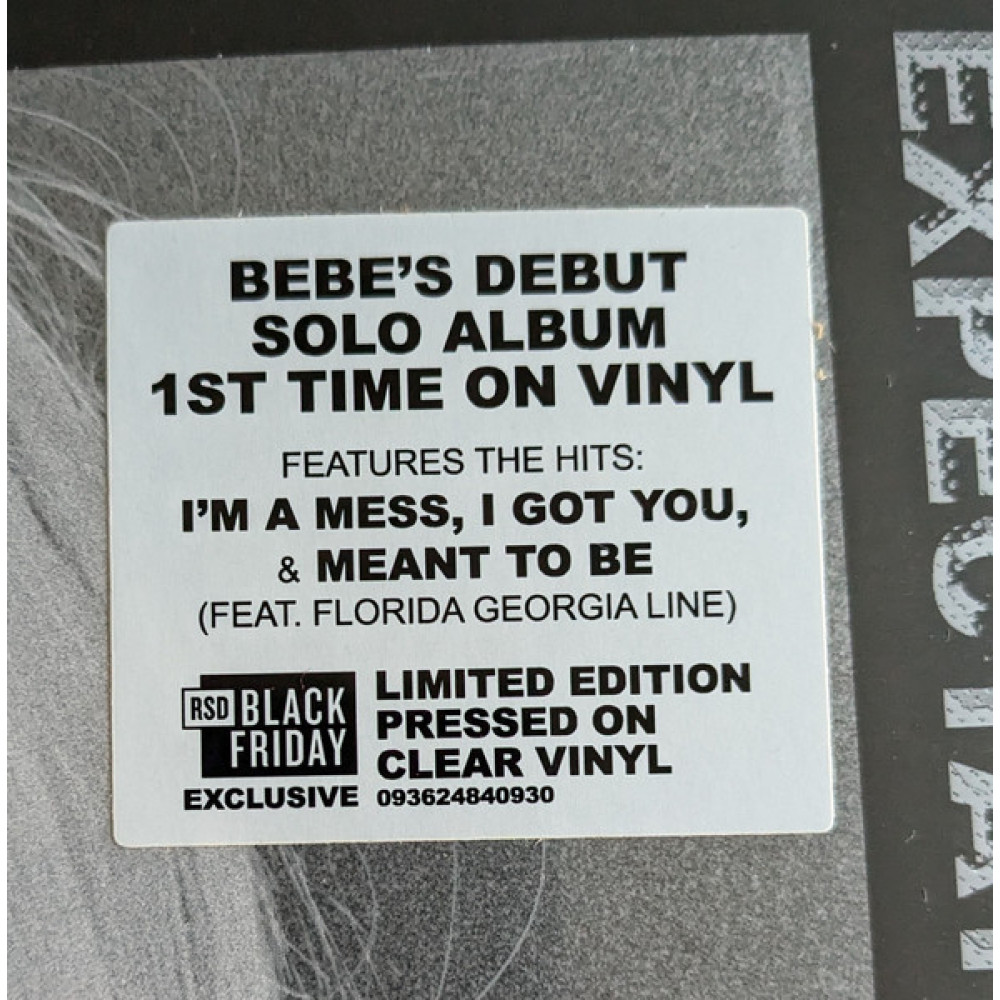 BEBE'S DEBUT
SOLO ALBUM
1ST TIME ON VINYL
FEATURES THE HITS:
I'M A MESS, I GOT YOU,
& MEANT TO BE
(FEAT. FLORIDA GEORGIA LINE)
RSD BLACK
FRIDAY
EXCLUSIVE
LIMITED EDITION
PRESSED ON
CLEAR VINYL
093624840930
EXPECTAT